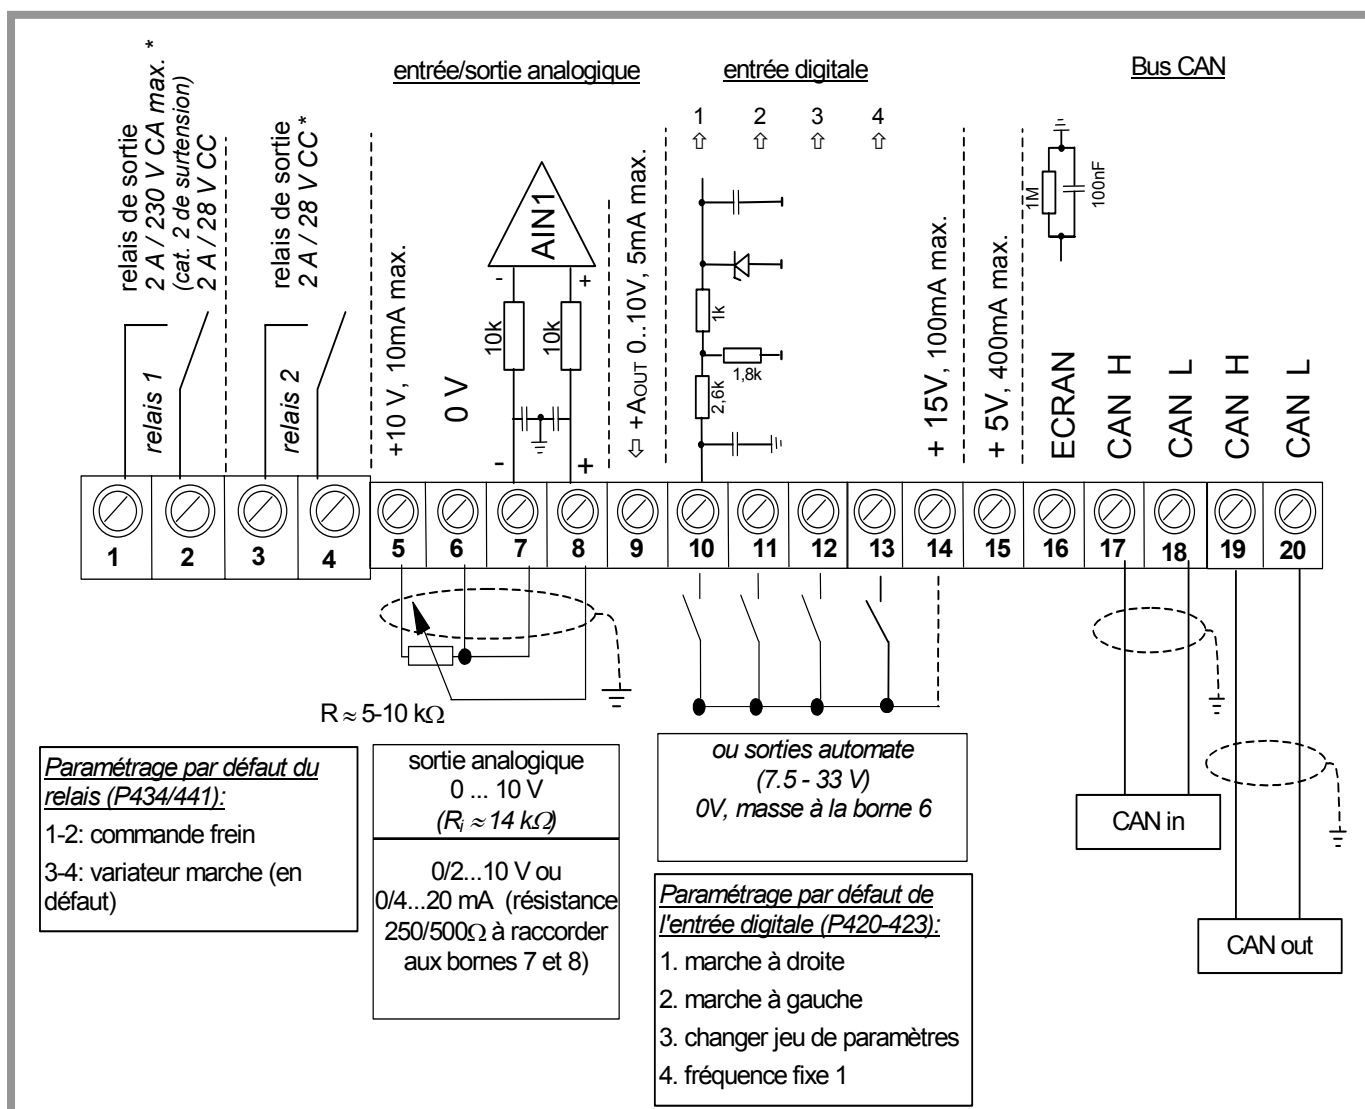 entrée/sortie analogique
entrée digitale
Bus CAN
relais de sortie
2 A / 230 V CA max. *
(cat. 2 de surtension)
2 A / 28 V CC
relais de sortie
2 A / 28 V CC *
relais 1
relais 2
+10 V, 10mA max.
0 V
AIN1
- +
10k 10k
- +
⇩ +AOUT 0..10V, 5mA max.
1 2 3 4
⇧ ⇧ ⇧ ⇧
1k
1,8k
2,6k
+ 15V, 100mA max.
+ 5V, 400mA max.
1M
100nF
ECRAN
CAN H
CAN L
CAN H
CAN L
1 2 3 4 5 6 7 8 9 10 11 12 13 14 15 16 17 18 19 20
R ≈ 5-10 kΩ
Paramétrage par défaut du
relais (P434/441):
1-2: commande frein
3-4: variateur marche (en
défaut)
sortie analogique
0 ... 10 V
(Ri ≈ 14 kΩ)
0/2...10 V ou
0/4...20 mA (résistance
250/500Ω à raccorder
aux bornes 7 et 8)
ou sorties automate
(7.5 - 33 V)
0V, masse à la borne 6
Paramétrage par défaut de
l'entrée digitale (P420-423):
1. marche à droite
2. marche à gauche
3. changer jeu de paramètres
4. fréquence fixe 1
CAN in
CAN out